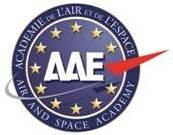 ACADÉMIE DE L'AIR ET DE L'ESPACE
AAE
AIR AND SPACE ACADEMY